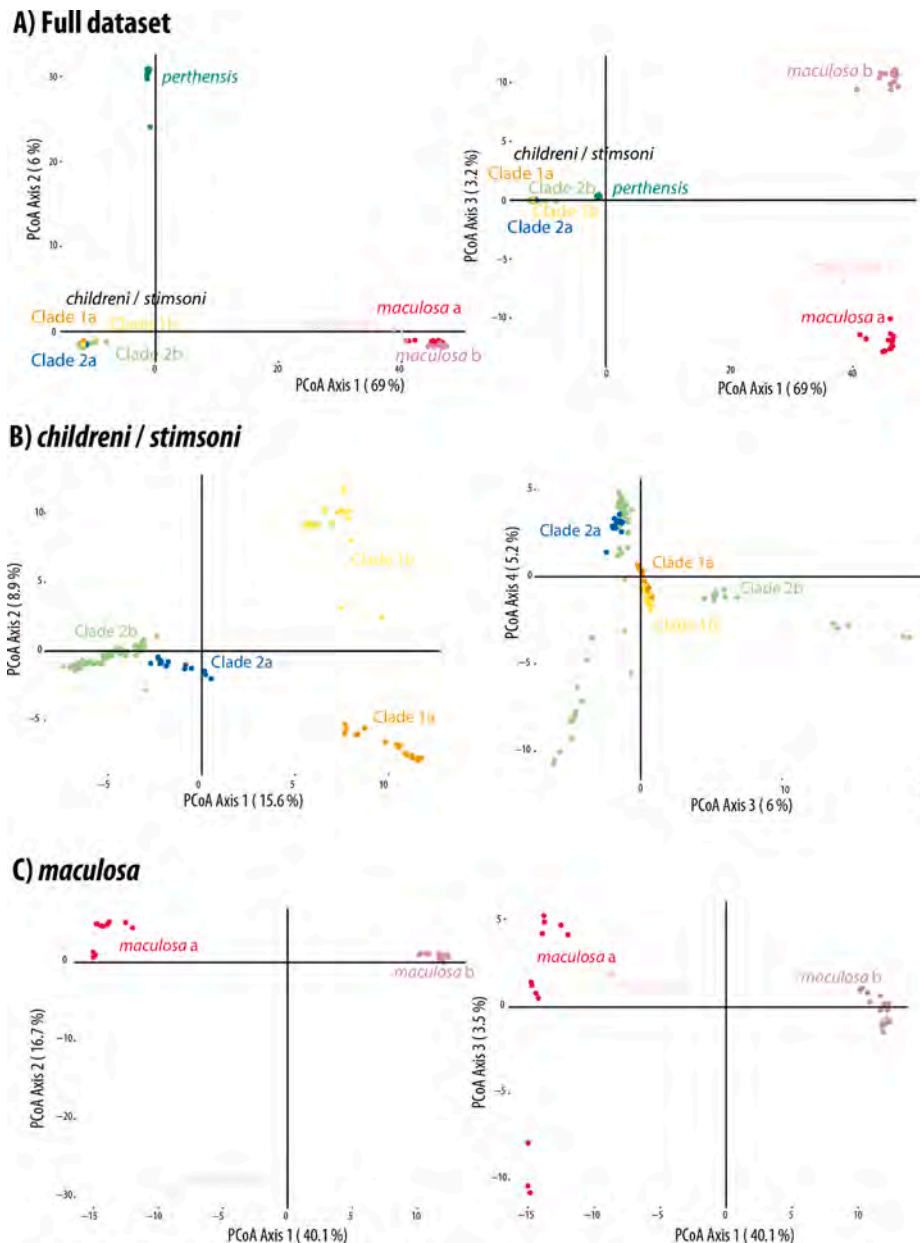 A) Full dataset
30
20
10
0
20
40
PCoA Axis 2 ( 6 %)
PCoA Axis 1 ( 69 %)
perthensis
children i / stimsoni
Clade 1a
Clade 1b
Clade 2a
Clade 2b
maculosa a
maculosa b
10
5
0
−5
−10
0
20
40
PCoA Axis 3 ( 3.2 %)
PCoA Axis 1 ( 69 %)
maculosa b
childreni / stimsoni
Clade 1a
Clade 2b
perthensis
Clade 1b
Clade 2a
maculosa a
B) childreni / stimsoni
10
5
0
−5
−5
0
5
10
PCoA Axis 2 ( 8.9 %)
PCoA Axis 1 ( 15.6 %)
Clade 1b
Clade 2b
Clade 2a
Clade 1a
5
0
−5
−10
0
10
PCoA Axis 4 ( 5.2 %)
PCoA Axis 3 ( 6 %)
Clade 2a
Clade 1a
Clade 2b
Clade 1b
C) maculosa
0
−10
−20
−30
−15
−10
−5
0
5
10
PCoA Axis 2 ( 16.7 %)
PCoA Axis 1 ( 40.1 %)
maculosa a
maculosa b
5
0
−5
−10
−15
−10
−5
0
5
10
PCoA Axis 3 ( 3.5 %)
PCoA Axis 1 ( 40.1 %)
maculosa a
maculosa b